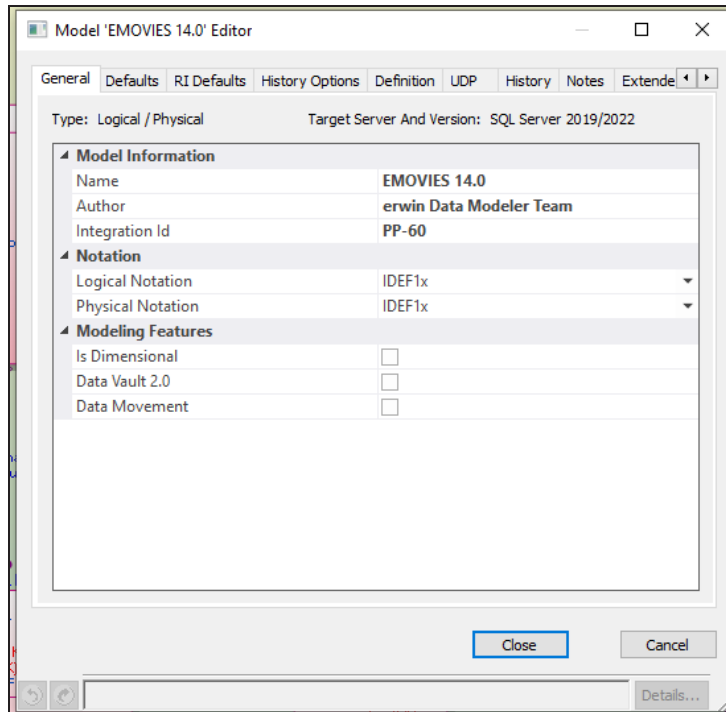 Model 'EMOVIES 14.0' Editor
General Defaults RI Defaults History Options Definition UDP History Notes Extende
Type: Logical / Physical Target Server And Version: SQL Server 2019/2022
Model Information
Name EMOVIES 14.0
Author erwin Data Modeler Team
Integration Id PP-60
Notation
Logical Notation IDEF1x
Physical Notation IDEF1x
Modeling Features
Is Dimensional
Data Vault 2.0
Data Movement
Close Cancel
Details...